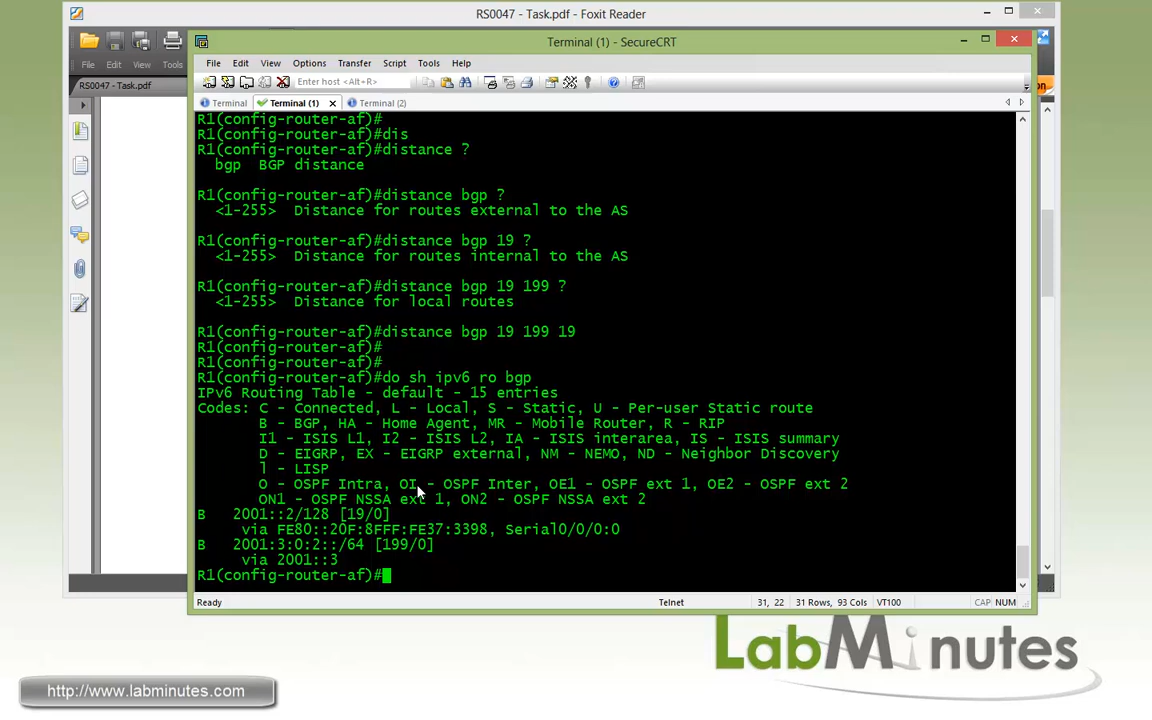 RS0047 - Task.pdf - Foxit Reader
File Edit View Tools
RS0047 - Task.pdf
Terminal (1) - SecureCRT
File Edit View Options Transfer Script Tools Help
Enter host <Alt+R>
Terminal Terminal (1) Terminal (2)
R1(config-router-af)#
R1(config-router-af)#dis
R1(config-router-af)#distance ?
bgp BGP distance
R1(config-router-af)#distance bgp ?
<1-255> Distance for routes external to the AS
R1(config-router-af)#distance bgp 19 ?
<1-255> Distance for routes internal to the AS
R1(config-router-af)#distance bgp 19 199 ?
<1-255> Distance for local routes
R1(config-router-af)#distance bgp 19 199 19
R1(config-router-af)#
R1(config-router-af)#
R1(config-router-af)#do sh ipv6 ro bgp
IPv6 Routing Table - default - 15 entries
Codes: C - Connected, L - Local, S - Static, U - Per-user Static route
B - BGP, HA - Home Agent, MR - Mobile Router, R - RIP
I1 - ISIS L1, I2 - ISIS L2, IA - ISIS interarea, IS - ISIS summary
D - EIGRP, EX - EIGRP external, NM - NEMO, ND - Neighbor Discovery
l - LISP
O - OSPF Intra, OI - OSPF Inter, OE1 - OSPF ext 1, OE2 - OSPF ext 2
ON1 - OSPF NSSA ext 1, ON2 - OSPF NSSA ext 2
B 2001::2/128 [19/0]
via FE80::20F:8FFF:FE37:3398, Serial0/0/0:0
B 2001:3:0:2::/64 [199/0]
via 2001::3
R1(config-router-af)#
Ready Telnet 31, 22 31 Rows, 93 Cols VT100 CAP NUM
LabMinutes
http://www.labminutes.com